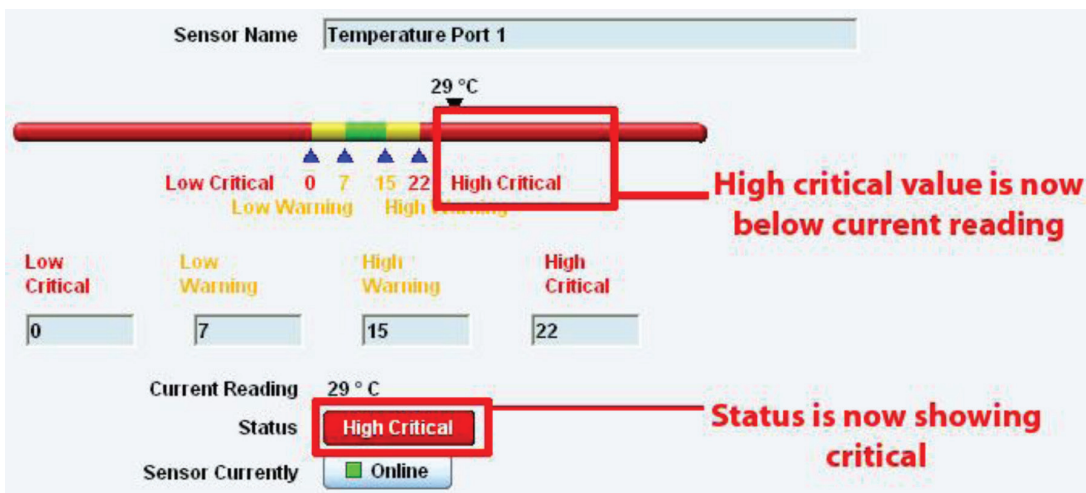 Sensor Name Temperature Port 1
29 °C
Low Critical 0 7 15 22 High Critical
Low Warning High Warning
High critical value is now
below current reading
Low Critical
Low Warning
High Warning
High Critical
0 7 15 22
Current Reading 29 ° C
Status High Critical
Status is now showing
critical
Sensor Currently Online